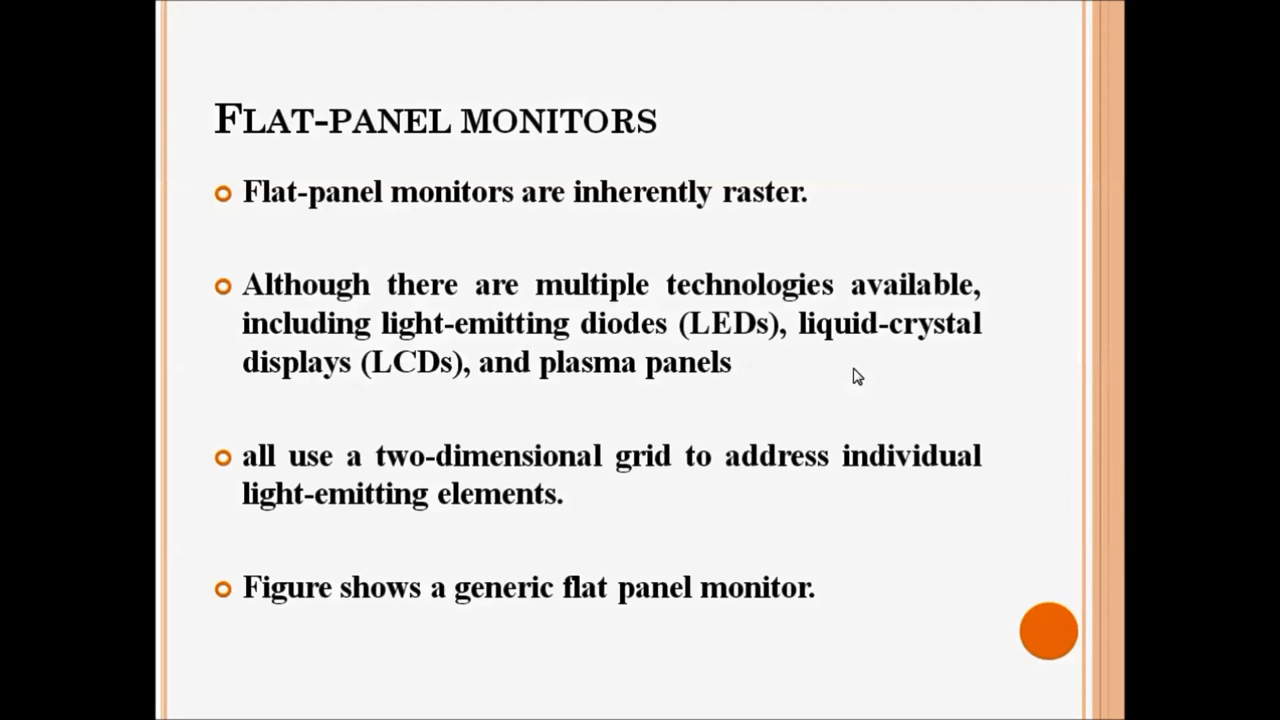 FLAT-PANEL MONITORS
Flat-panel monitors are inherently raster.
Although there are multiple technologies available,
including light-emitting diodes (LEDs), liquid-crystal
displays (LCDs), and plasma panels
all use a two-dimensional grid to address individual
light-emitting elements.
Figure shows a generic flat panel monitor.